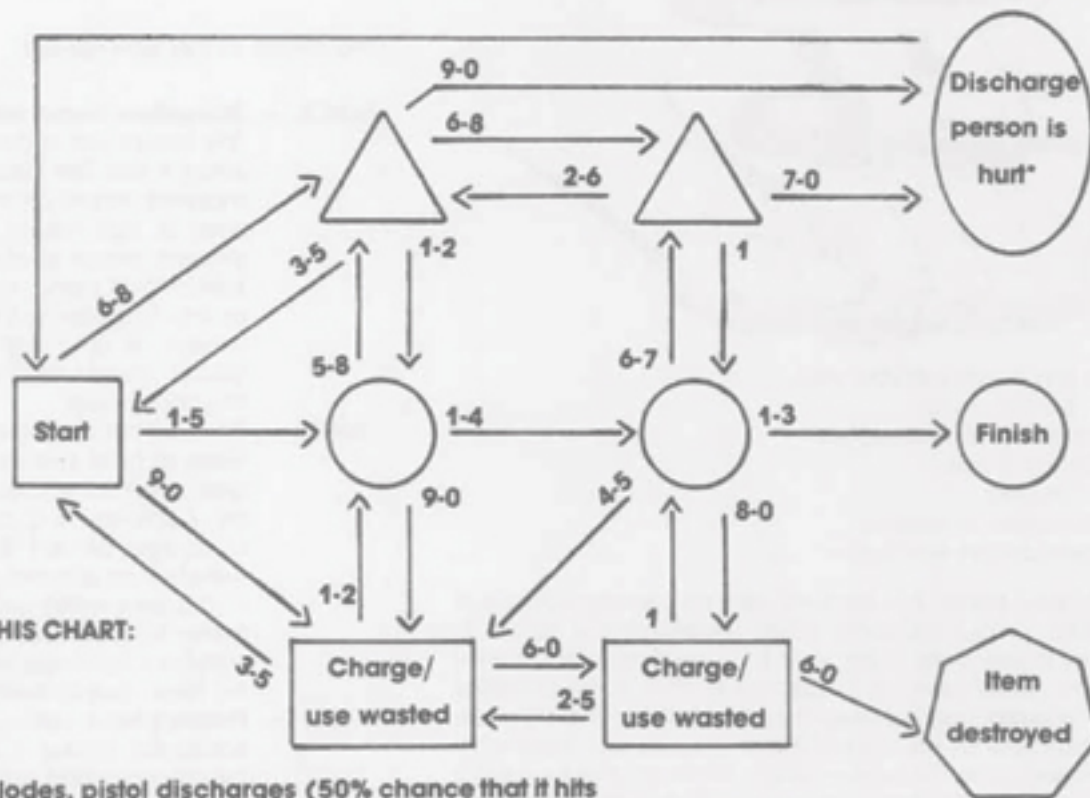 9-0
Discharge
person is
hurt*
6-8
2-6
7-0
6-8
3-5
1-2
1
5-8
6-7
Start
1-5
1-4
1-3
Finish
9-0
9-0
4-5
8-0
3-5
1-2
1
HIS CHART:
Charge/
use wasted
6-0
2-5
Charge/
use wasted
6-0
Item
destroyed
lodes, pistol discharges (50% chance that it hits